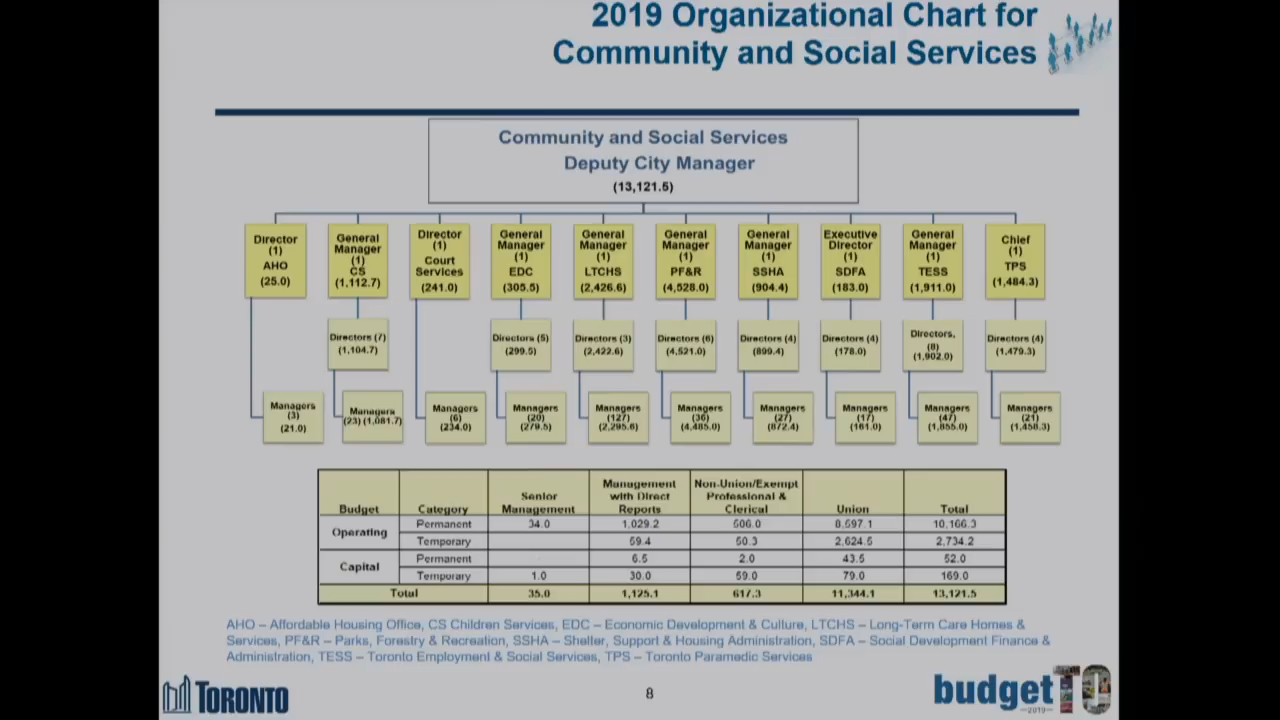 2019 Organizational Chart for
Community and Social Services
Community and Social Services
Deputy City Manager
(13,121.5)
Director
(1)
AHO
(25.0)
General
Manager
(1)
CS
(1,112.7)
Director
(1)
Court
Services
(241.0)
General
Manager
(1)
EDC
(305.5)
General
Manager
(1)
LTCHS
(2,426.6)
General
Manager
(1)
PF&R
(4,528.0)
General
Manager
(1)
SSHA
(904.4)
Executive
Director
(1)
SDFA
(183.0)
General
Manager
(1)
TESS
(1,911.0)
Chief
(1)
TPS
(1,484.3)
Directors (7)
(1,104.7)
Directors (5)
(299.5)
Directors (3)
(2,422.6)
Directors (6)
(4,521.0)
Directors (4)
(899.4)
Directors (4)
(178.0)
Directors,
(8)
(1,902.0)
Directors (4)
(1,479.3)
Managers
(3)
(21.0)
Managers
(23) (1,081.7)
Managers
(6)
(234.0)
Managers
(20)
(279.5)
Managers
(127)
(2,295.6)
Managers
(36)
(4,485.0)
Managers
(27)
(872.4)
Managers
(17)
(161.0)
Managers
(47)
(1,855.0)
Managers
(21)
(1,458.3)
Budget Category Senior Management Management with Direct Reports Non-Union/Exempt Professional & Clerical Union Total
Operating Permanent 34.0 1,029.2 506.0 8,597.1 10,166.3
Temporary 59.4 50.3 2,624.5 2,734.2
Capital Permanent 6.5 2.0 43.5 52.0
Temporary 1.0 30.0 59.0 79.0 169.0
Total 35.0 1,125.1 617.3 11,344.1 13,121.5
AHO – Affordable Housing Office, CS Children Services, EDC – Economic Development & Culture, LTCHS – Long-Term Care Homes &
Services, PF&R – Parks, Forestry & Recreation, SSHA – Shelter, Support & Housing Administration, SDFA – Social Development Finance &
Administration, TESS – Toronto Employment & Social Services, TPS – Toronto Paramedic Services
TORONTO
8
budgetTO
2019